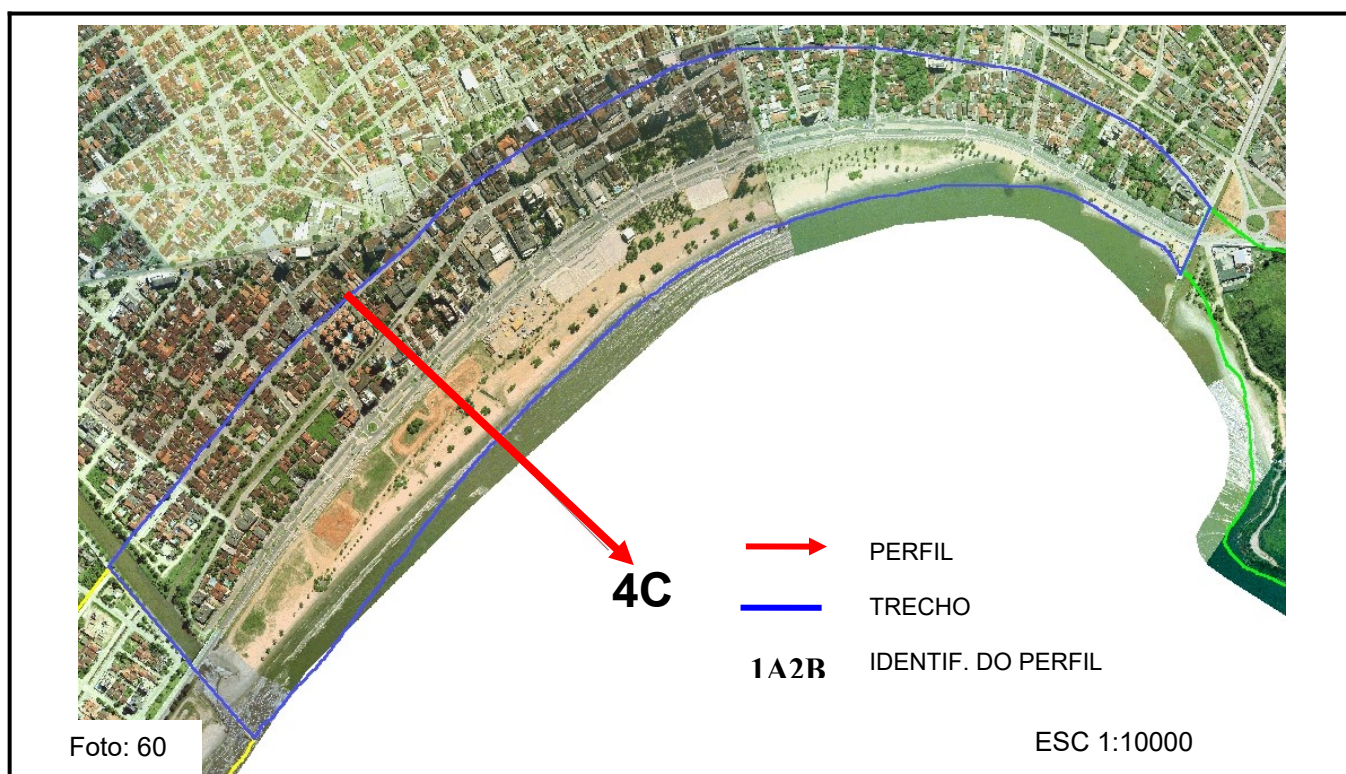 4C
PERFIL
TRECHO
1A2B IDENTIF. DO PERFIL
Foto: 60
ESC 1:10000